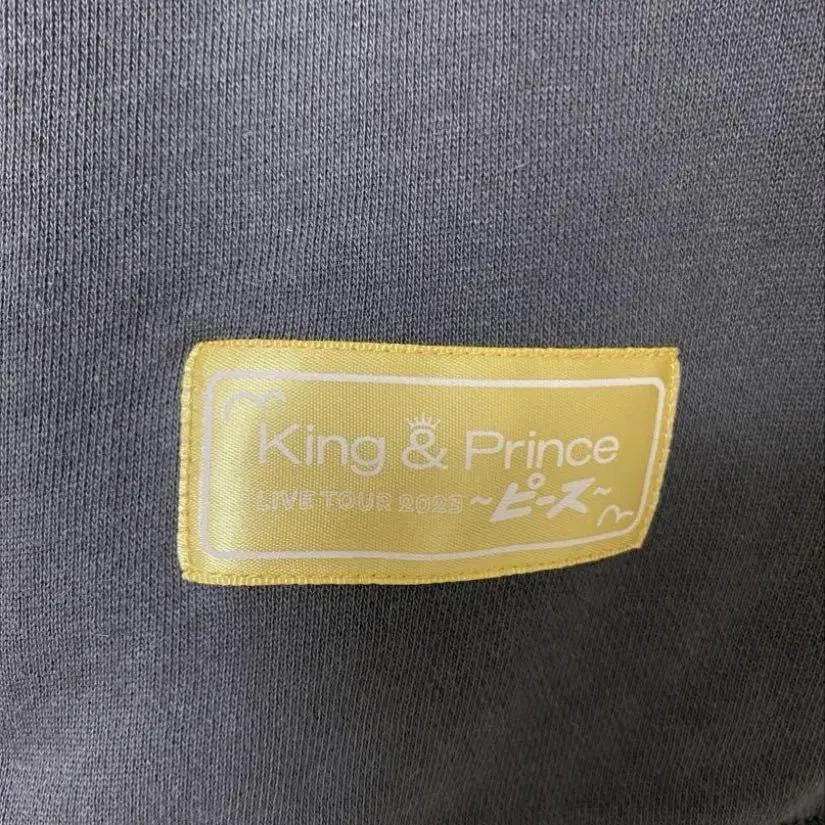 King & Prince
LIVE TOUR 2023 ~ピース~